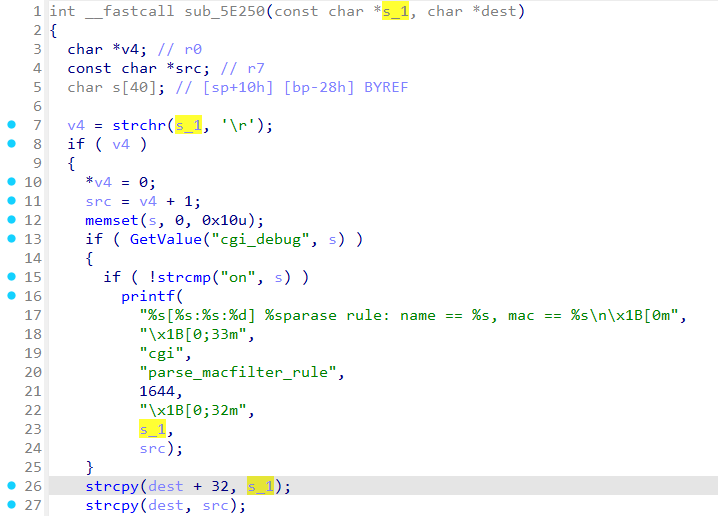 1 int __fastcall sub_5E250(const char *s_1, char *dest)
2 {
3 char *v4; // r0
4 const char *src; // r7
5 char s[40]; // [sp+10h] [bp-28h] BYREF
6
7 v4 = strchr(s_1, '\r');
8 if ( v4 )
9 {
10 *v4 = 0;
11 src = v4 + 1;
12 memset(s, 0, 0x10u);
13 if ( GetValue("cgi_debug", s) )
14 {
15 if ( !strcmp("on", s) )
16 printf(
17 "%s[%s:%s:%d] %sparase rule: name == %s, mac == %s\n\x1B[0m",
18 "\x1B[0;33m",
19 "cgi",
20 "parse_macfilter_rule",
21 1644,
22 "\x1B[0;32m",
23 s_1,
24 src);
25 }
26 strcpy(dest + 32, s_1);
27 strcpy(dest, src);